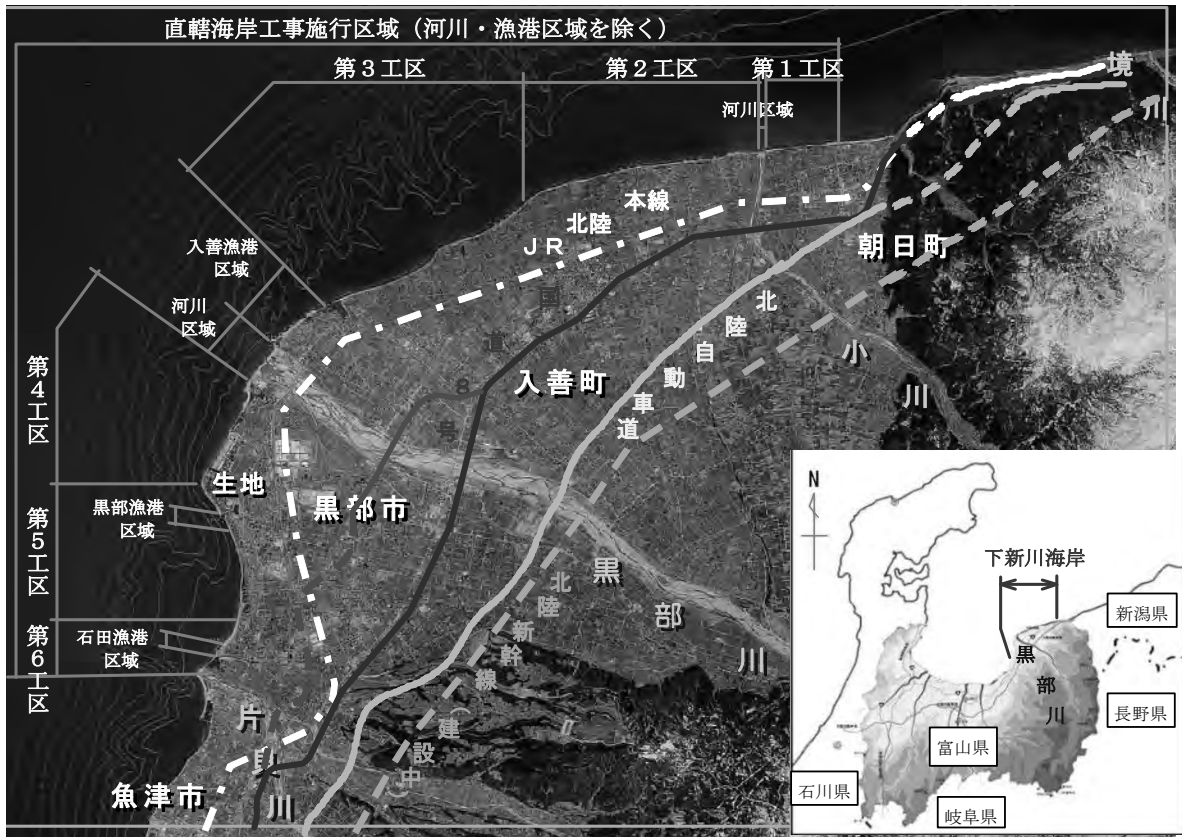 直轄海岸工事施行区域（河川・漁港区域を除く）
第３工区
第２工区
第１工区
河川区域
境
川
本線
北陸
ＪＲ
入善漁港
区域
河川
区域
朝日町
国
道
８
号
北
陸
自
動
車
道
小
川
入善町
第４工区
生地
黒部市
黒部漁港
区域
第５工区
黒
部
川
北
陸
新
幹
線
（
建
設
中
）
石田漁港
区域
第６工区
片
貝
川
魚津市
N
下新川海岸
新潟県
黒
部
川
長野県
富山県
石川県
岐阜県